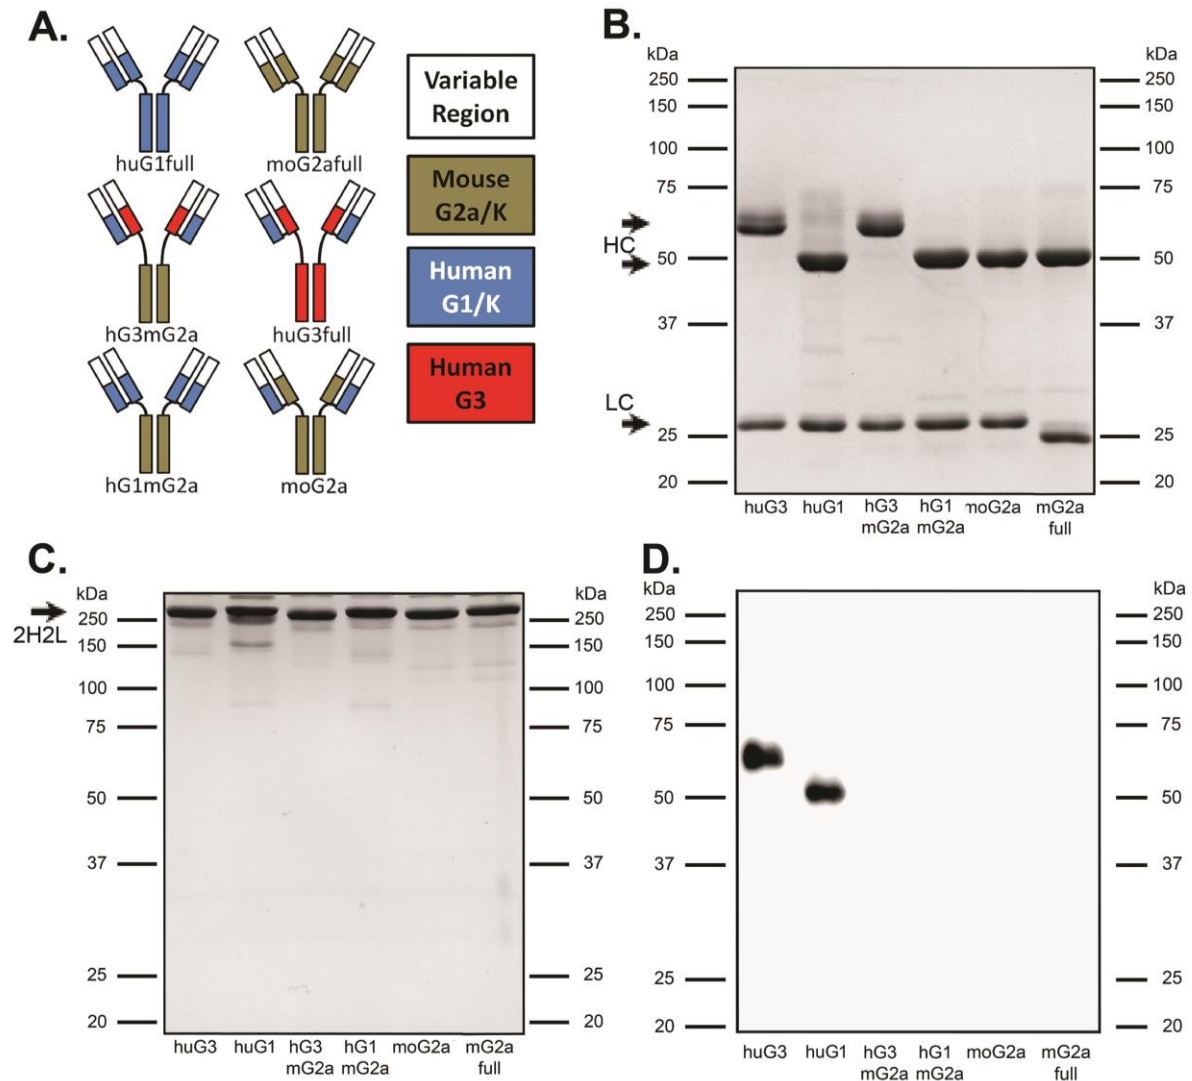 A.
huG1full
moG2afull
hG3mG2a
huG3full
hG1mG2a
moG2a
Variable
Region
Mouse
G2a/K
Human
G1/K
Human
G3
B.
kDa
250
150
100
75
50
37
25
20
HC
LC
kDa
250
150
100
75
50
37
25
20
huG3 huG1 hG3 hG1 moG2a mG2a
mG2a mG2a full
C.
kDa
250
150
100
75
50
37
25
20
2H2L
kDa
250
150
100
75
50
37
25
20
huG3 huG1 hG3 hG1 moG2a mG2a
mG2a mG2a full
D.
kDa
250
150
100
75
50
37
25
20
kDa
250
150
100
75
50
37
25
20
huG3 huG1 hG3 hG1 moG2a mG2a
mG2a mG2a full